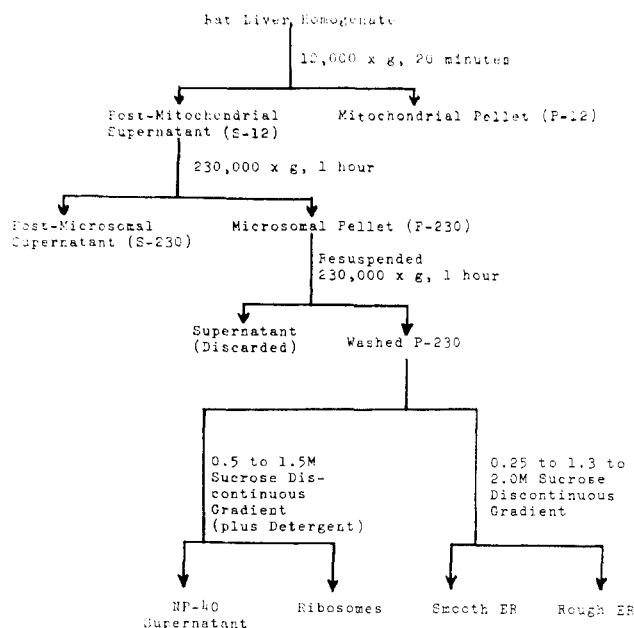 Rat Liver Homogenate
12,000 x g, 20 minutes
Post-Mitochondrial
Supernatant (S-12)
Mitochondrial Pellet (P-12)
230,000 x g, 1 hour
Post-Microsomal
Supernatant (S-230)
Microsomal Pellet (P-230)
Resuspended
230,000 x g, 1 hour
Supernatant
(Discarded)
Washed P-230
0.5 to 1.5M
Sucrose Dis-
continuous
Gradient
(plus Detergent)
0.25 to 1.3 to
2.0M Sucrose
Discontinuous
Gradient
NP-40
Supernatant
Ribosomes
Smooth ER
Rough ER